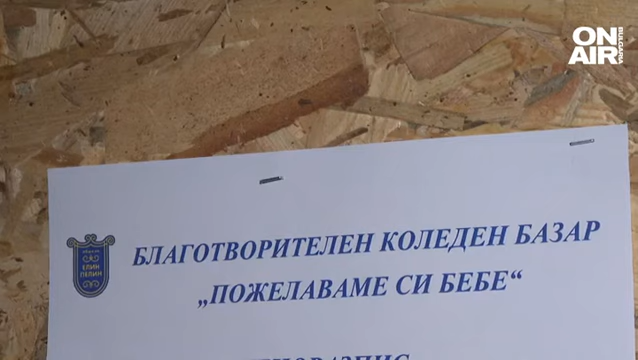 ON
AIR
BULGARIA
БЛАГОТВОРИТЕЛЕН КОЛЕДЕН БАЗАР
ЕЛИН
ПЕЛИН
„ПОЖЕЛАВАМЕ СИ БЕБЕ“